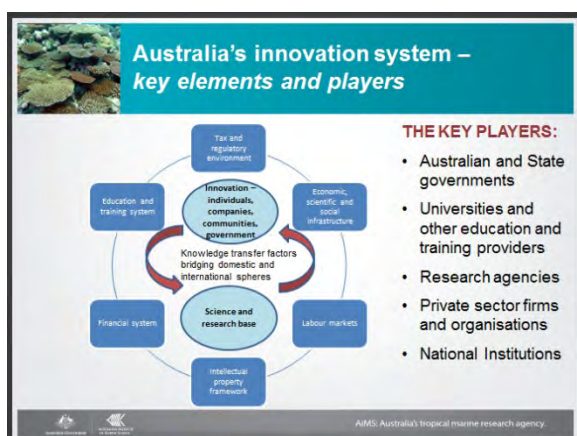 Australia's innovation system –
key elements and players
Tax and
regulatory
environment
Education and
training system
Innovation –
individuals,
companies,
communities,
government
Economic,
scientific and
social
infrastructure
Knowledge transfer factors
bridging domestic and
international spheres
Financial system
Science and
research base
Labour markets
Intellectual
property
framework
THE KEY PLAYERS:
• Australian and State
governments
• Universities and
other education and
training providers
• Research agencies
• Private sector firms
and organisations
• National Institutions
AIMS: Australia's tropical marine research agency.